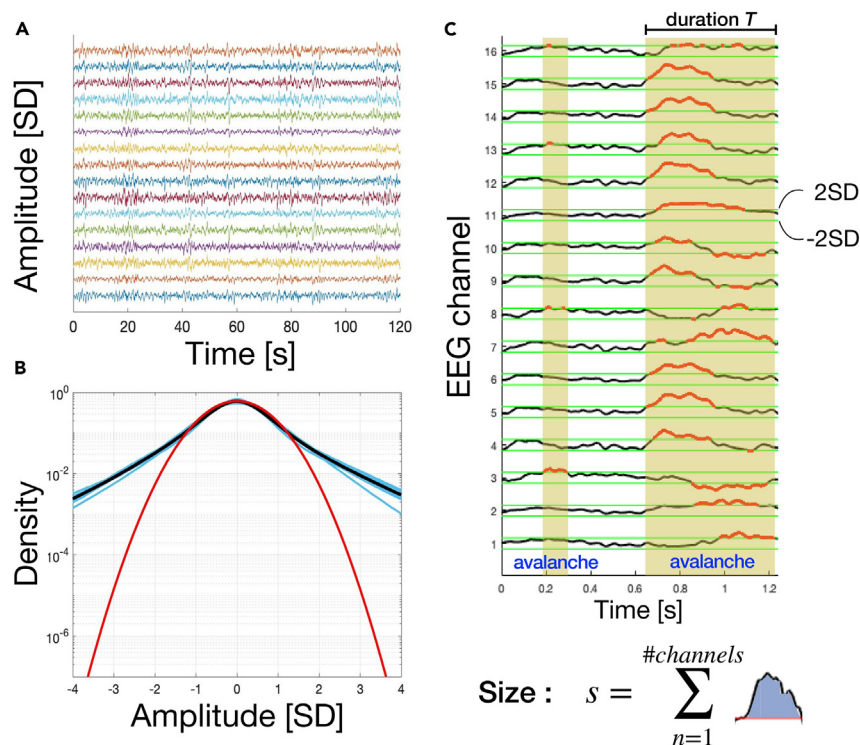 A
Amplitude [SD]
0 20 40 60 80 100 120
Time [s]
B
Density
10^0
10^-2
10^-4
10^-6
-4 -3 -2 -1 0 1 2 3 4
Amplitude [SD]
C
duration T
EEG channel
16
15
14
13
12
11
10
9
8
7
6
5
4
3
2
1
2SD
-2SD
avalanche avalanche
0 0.2 0.4 0.6 0.8 1.0 1.2
Time [s]
#channels
Size : s = ∑
n=1